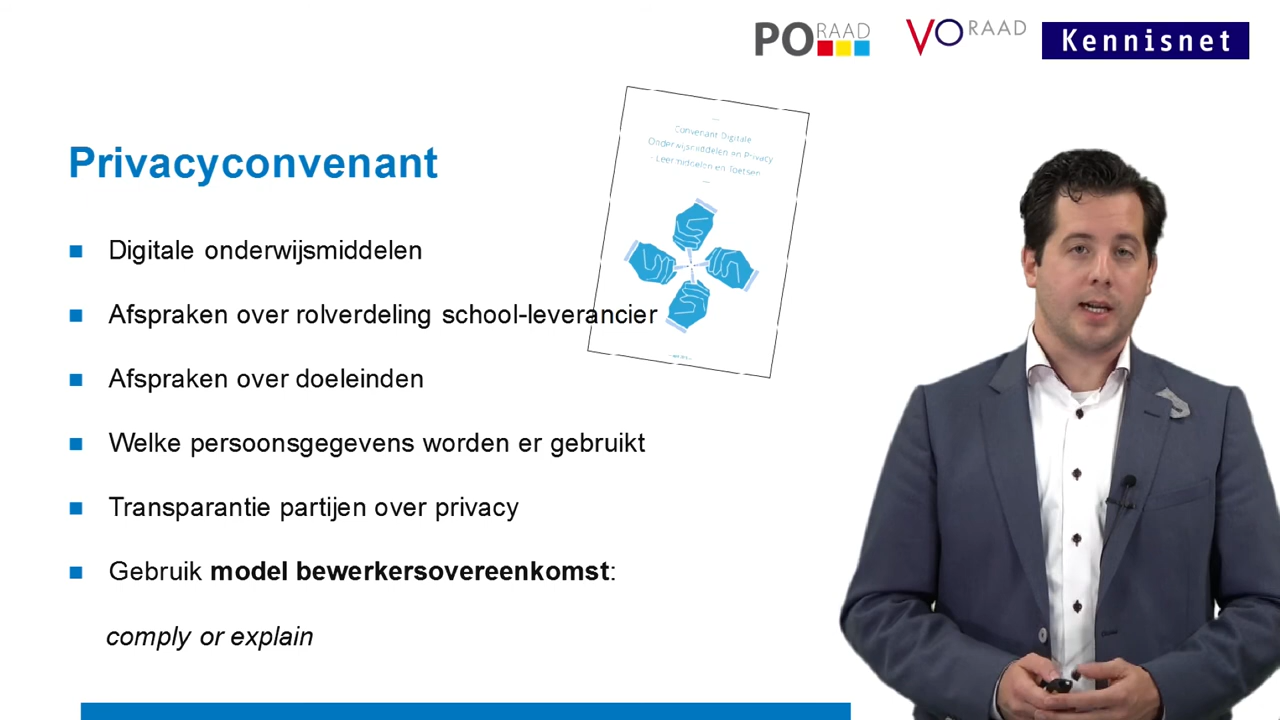 PO RAAD
VO RAAD
Kennisnet
Convenant Digitale
Onderwijsmiddelen en Privacy
- Leermiddelen en Toetsen
Privacyconvenant
Digitale onderwijsmiddelen
Afspraken over rolverdeling school-leverancier
Afspraken over doeleinden
Welke persoonsgegevens worden er gebruikt
Transparantie partijen over privacy
Gebruik model bewerkersovereenkomst:
comply or explain